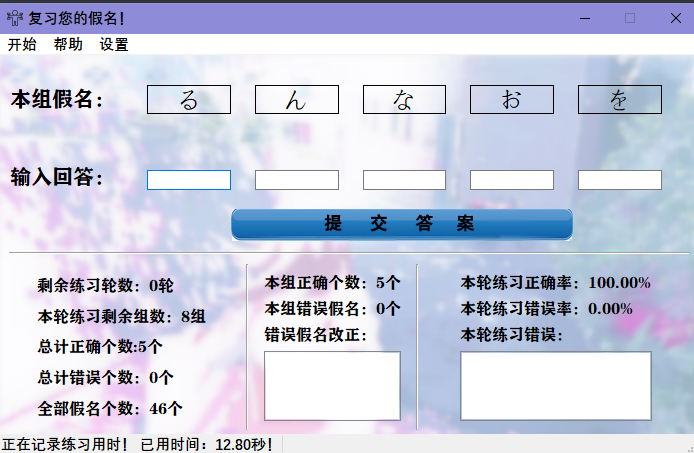 复习您的假名!
开始 帮助 设置
本组假名： る ん な お を
输入回答：
提 交 答 案
剩余练习轮数：0轮
本轮练习剩余组数：8组
总计正确个数:5个
总计错误个数：0个
全部假名个数：46个
本组正确个数：5个
本组错误假名：0个
错误假名改正：
本轮练习正确率：100.00%
本轮练习错误率：0.00%
本轮练习错误：
正在记录练习用时！ 已用时间：12.80秒！